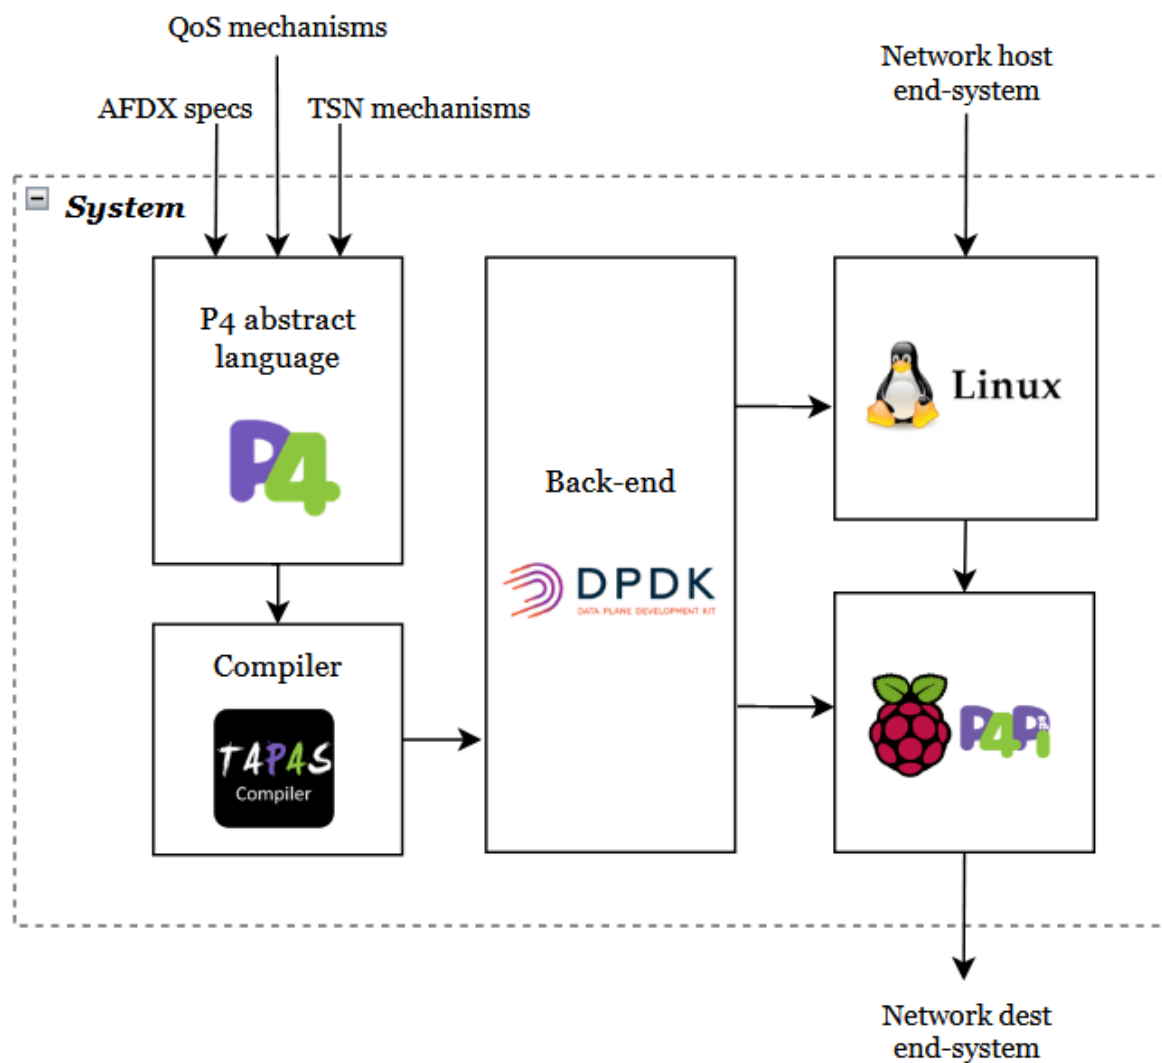 QoS mechanisms
AFDX specs
TSN mechanisms
Network host
end-system
System
P4 abstract
language
P4
Compiler
TAPAS
Compiler
Back-end
DPDK
DATA PLANE DEVELOPMENT KIT
Linux
P4Pi
Network dest
end-system